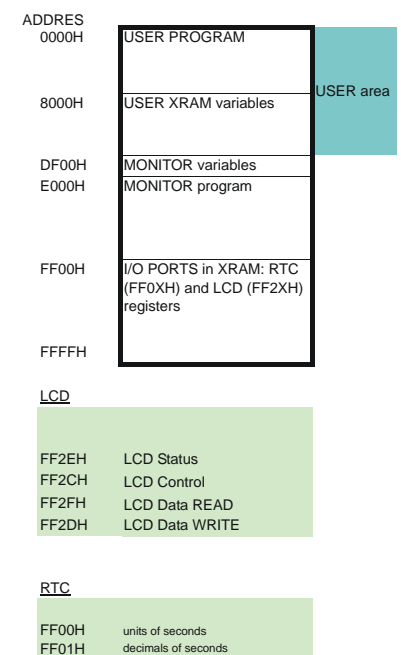 ADDRES
0000H USER PROGRAM
USER area
8000H USER XRAM variables
DF00H MONITOR variables
E000H MONITOR program
FF00H I/O PORTS in XRAM: RTC
(FF0XH) and LCD (FF2XH)
registers
FFFFH
LCD
FF2EH LCD Status
FF2CH LCD Control
FF2FH LCD Data READ
FF2DH LCD Data WRITE
RTC
FF00H units of seconds
FF01H decimals of seconds